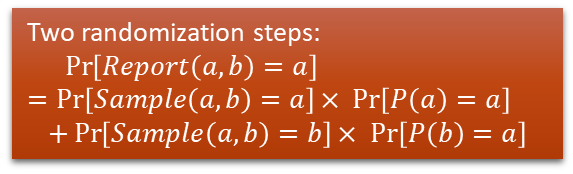 Two randomization steps:
Pr[Report(a, b) = a]
= Pr[Sample(a, b) = a] × Pr[P(a) = a]
+ Pr[Sample(a, b) = b] × Pr[P(b) = a]